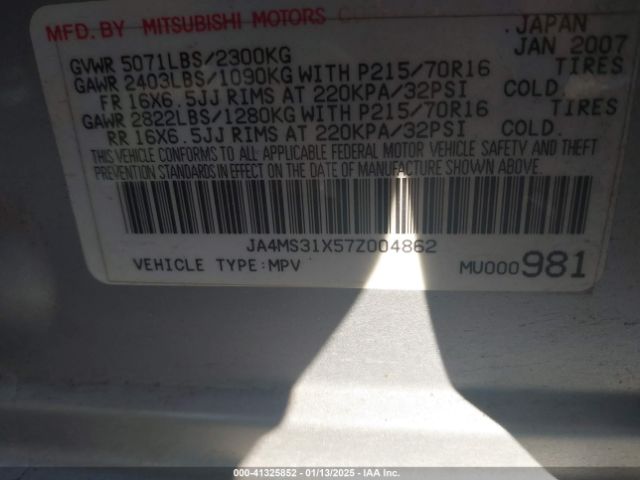 MFD. BY MITSUBISHI MOTORS JAPAN
GVWR 5071LBS/2300KG JAN 2007
GAWR 2403LBS/1090KG WITH P215/70R16 TIRES
FR 16X6.5JJ RIMS AT 220KPA/32PSI COLD.
GAWR 2822LBS/1280KG WITH P215/70R16 TIRES
RR 16X6.5JJ RIMS AT 220KPA/32PSI COLD.
THIS VEHICLE CONFORMS TO ALL APPLICABLE FEDERAL MOTOR VEHICLE SAFETY AND THEFT
PREVENTION STANDARDS IN EFFECT ON THE DATE OF MANUFACTURE SHOWN ABOVE.
JA4MS31X57Z004862
VEHICLE TYPE:MPV MU000981
000-41325852 - 01/13/2025 - IAA Inc.